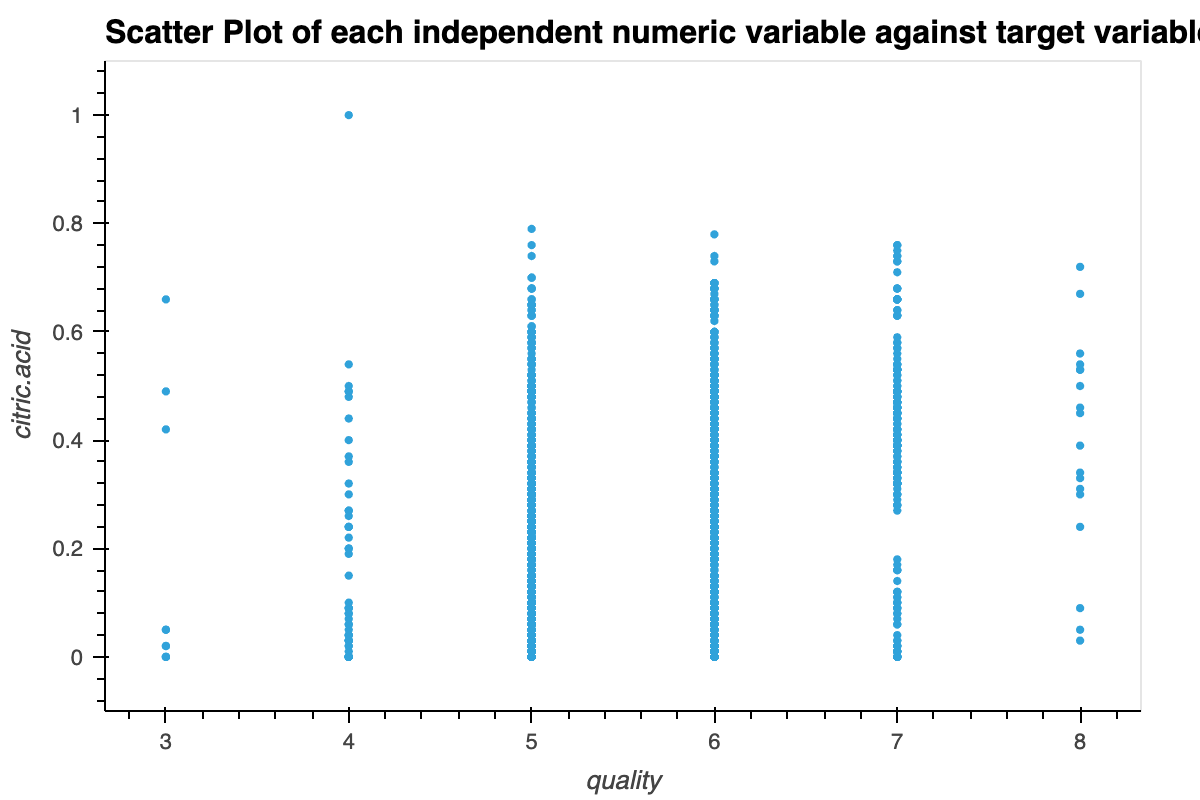 Scatter Plot of each independent numeric variable against target variable
1
0.8
0.6
0.4
0.2
0
citric.acid
3 4 5 6 7 8
quality